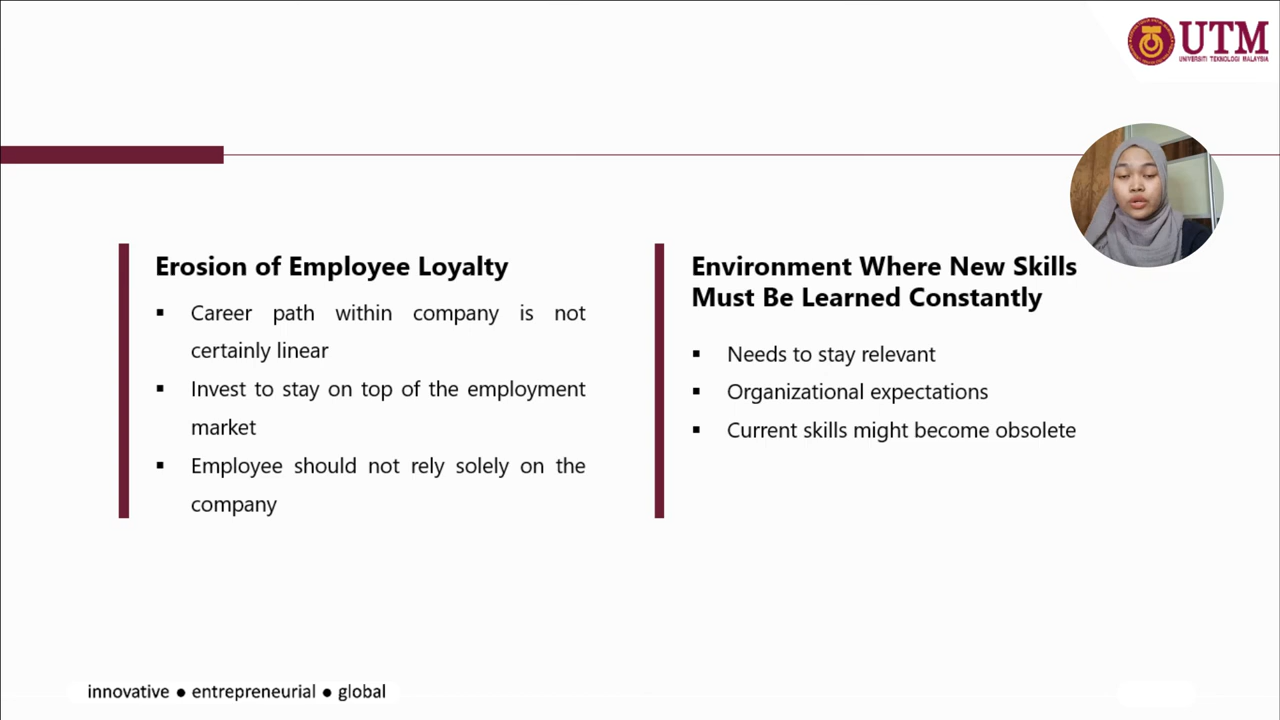 UTM
UNIVERSITI TEKNOLOGI MALAYSIA
Erosion of Employee Loyalty
▪ Career path within company is not
certainly linear
▪ Invest to stay on top of the employment
market
▪ Employee should not rely solely on the
company
Environment Where New Skills
Must Be Learned Constantly
▪ Needs to stay relevant
▪ Organizational expectations
▪ Current skills might become obsolete
innovative ● entrepreneurial ● global